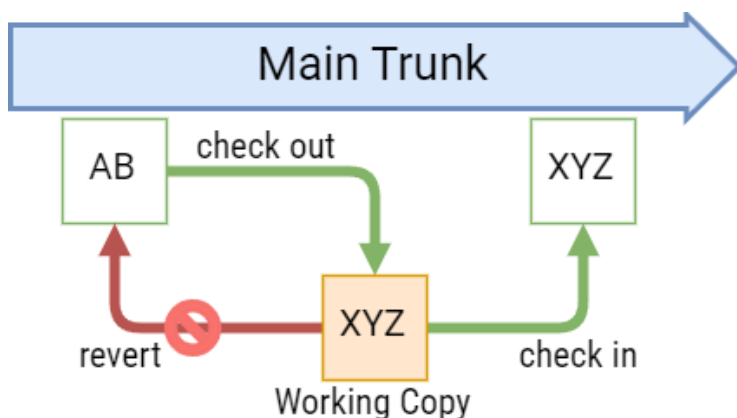 Main Trunk
AB
check out
XYZ
XYZ
revert
check in
Working Copy